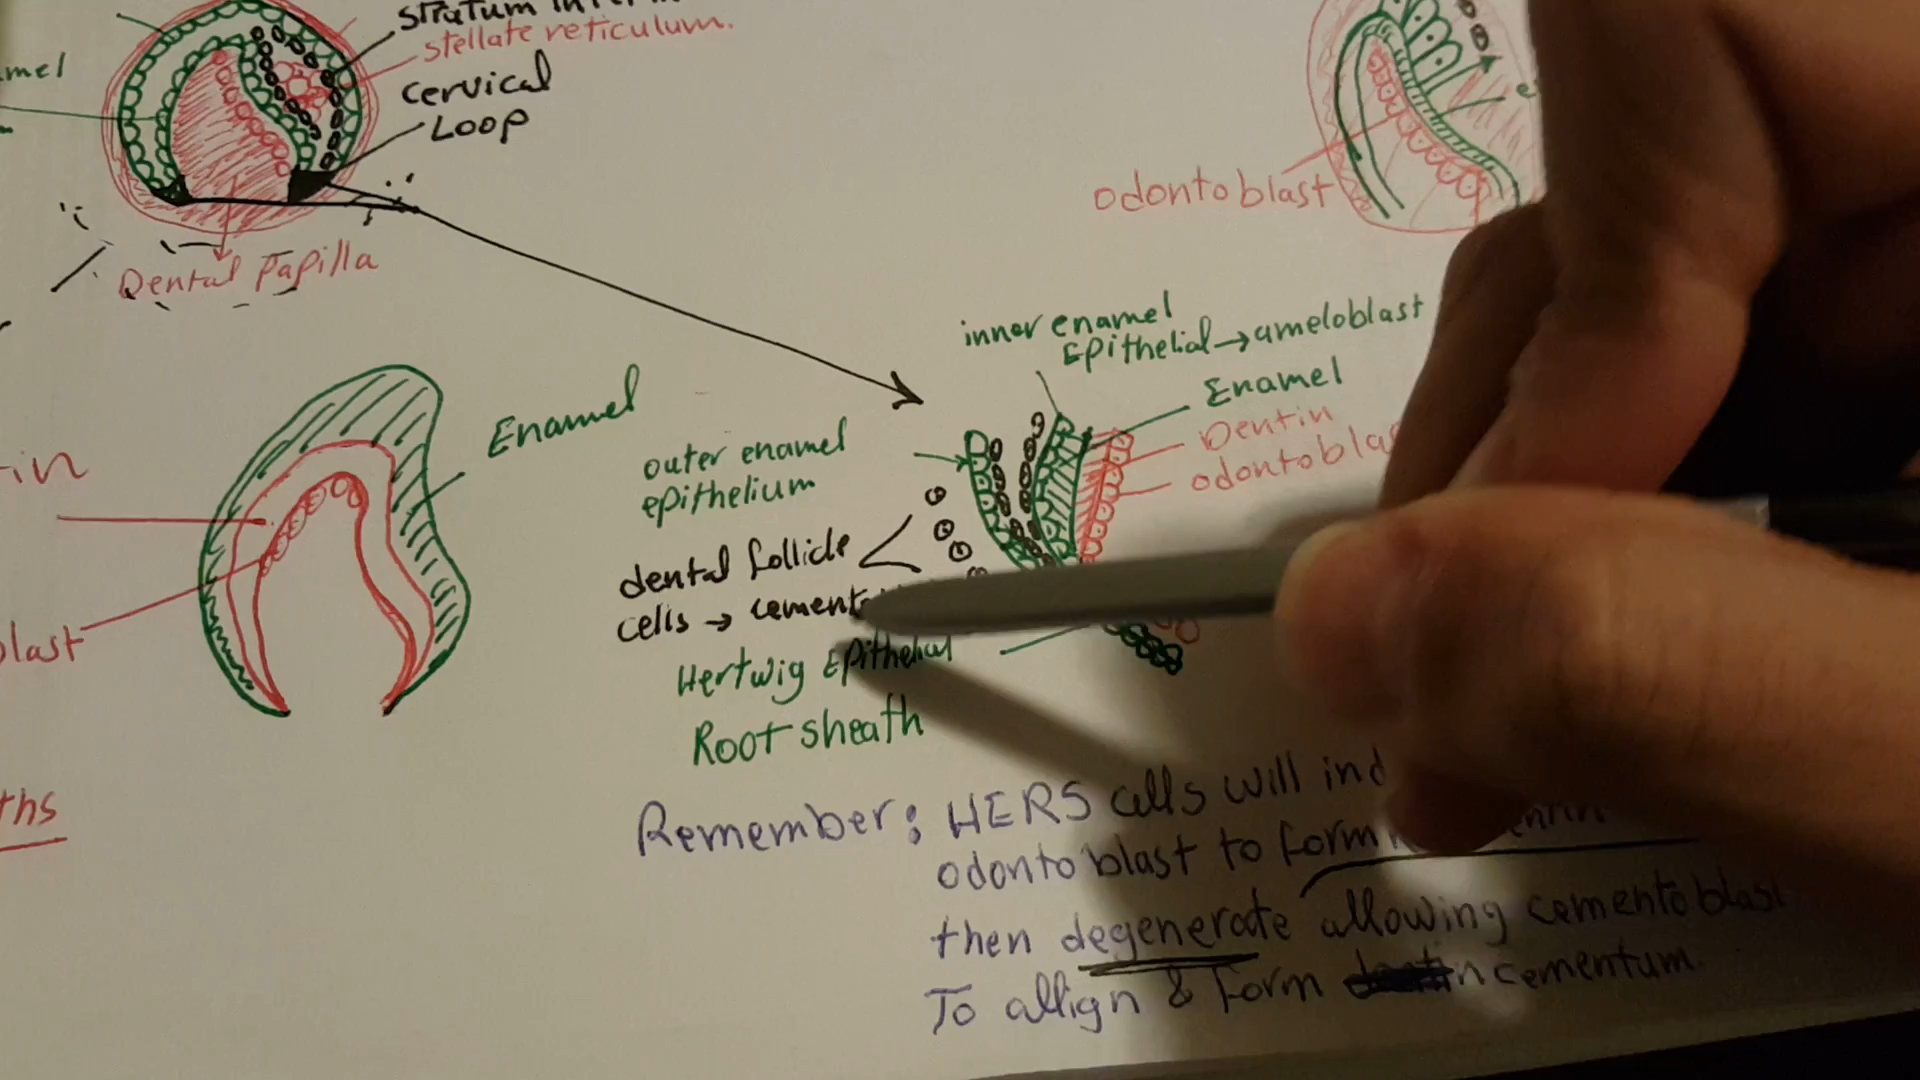 stratum
stellate reticulum.
cervical
Loop
Dental Papilla
odontoblast
inner enamel
Epithelial → ameloblast
Enamel
Dentin
outer enamel
epithelium
dental follicle
cells →
Hertwig Epithelial
Root sheath
Enamel
Remember: HERS cells will
odontoblast to form
then degenerate allowing cementoblast
To allign & form cementum.